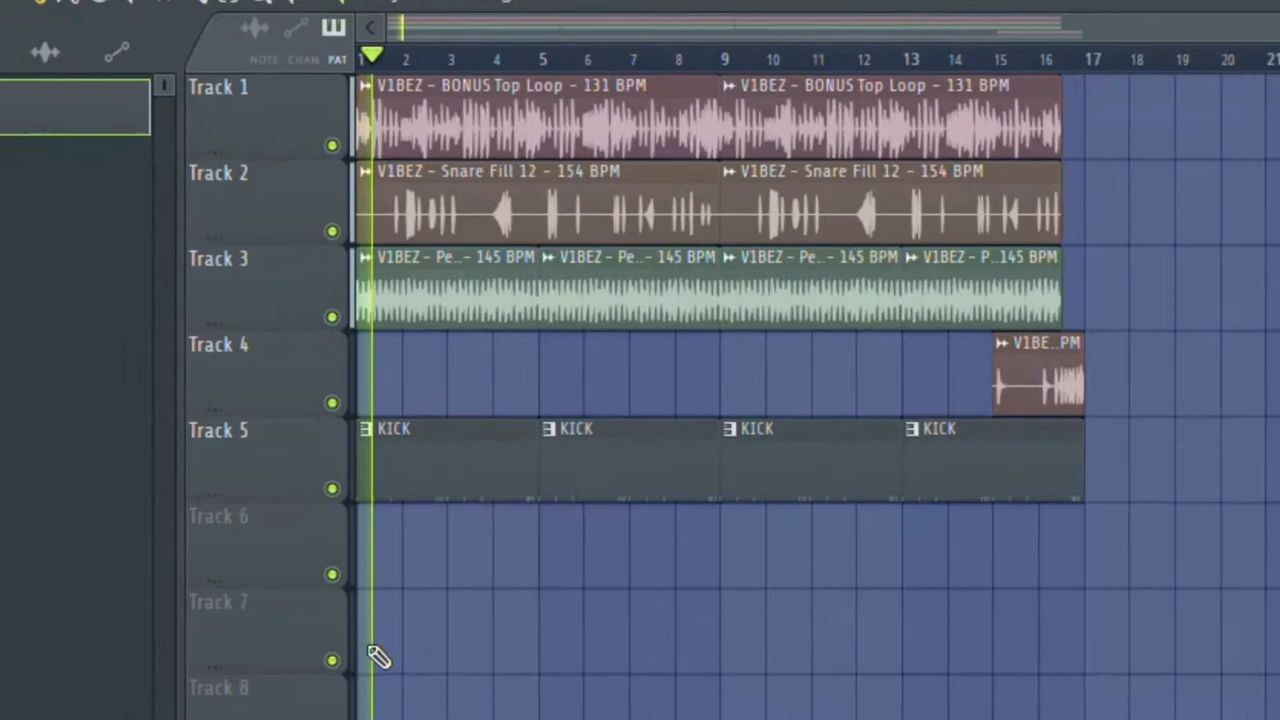 NOTE CHAN PAT
1 2 3 4 5 6 7 8 9 10 11 12 13 14 15 16 17 18 19 20 21
Track 1
V1BEZ - BONUS Top Loop - 131 BPM V1BEZ - BONUS Top Loop - 131 BPM
Track 2
V1BEZ - Snare Fill 12 - 154 BPM V1BEZ - Snare Fill 12 - 154 BPM
Track 3
V1BEZ - Pe..- 145 BPM V1BEZ - Pe..- 145 BPM V1BEZ - Pe..- 145 BPM V1BEZ - P..145 BPM
Track 4
V1BE..PM
Track 5
KICK KICK KICK KICK
Track 6
Track 7
Track 8